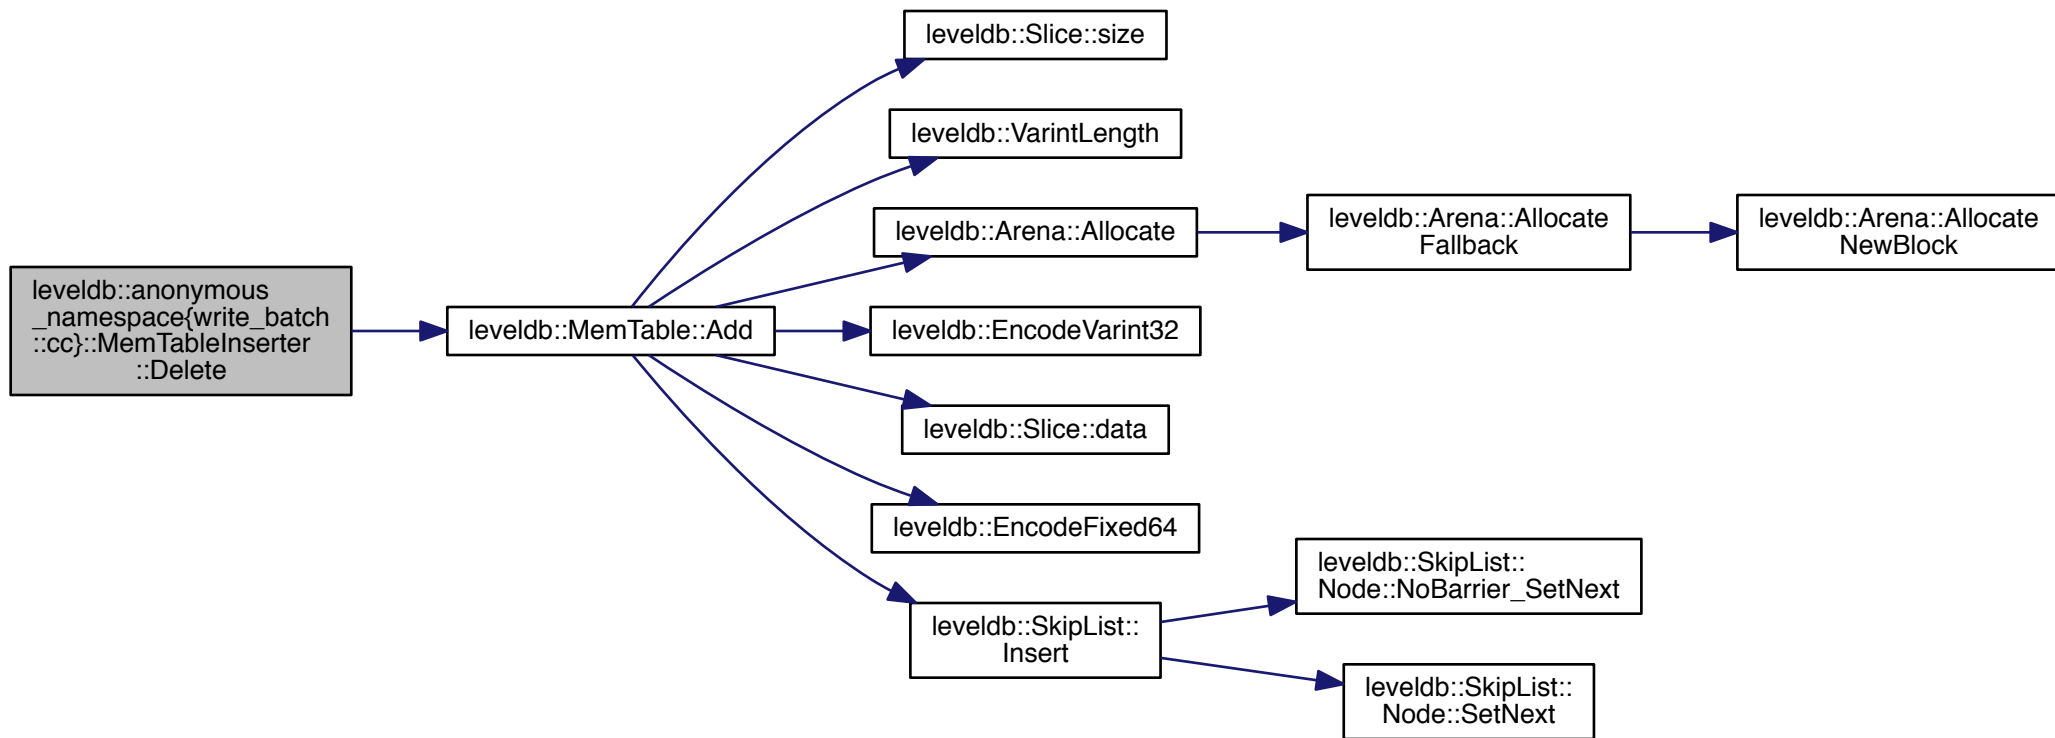 leveldb::anonymous
_namespace{write_batch
::cc}::MemTableInserter
::Delete
leveldb::MemTable::Add
leveldb::Slice::size
leveldb::VarintLength
leveldb::Arena::Allocate
leveldb::Arena::Allocate
Fallback
leveldb::Arena::Allocate
NewBlock
leveldb::EncodeVarint32
leveldb::Slice::data
leveldb::EncodeFixed64
leveldb::SkipList::
Insert
leveldb::SkipList::
Node::NoBarrier_SetNext
leveldb::SkipList::
Node::SetNext